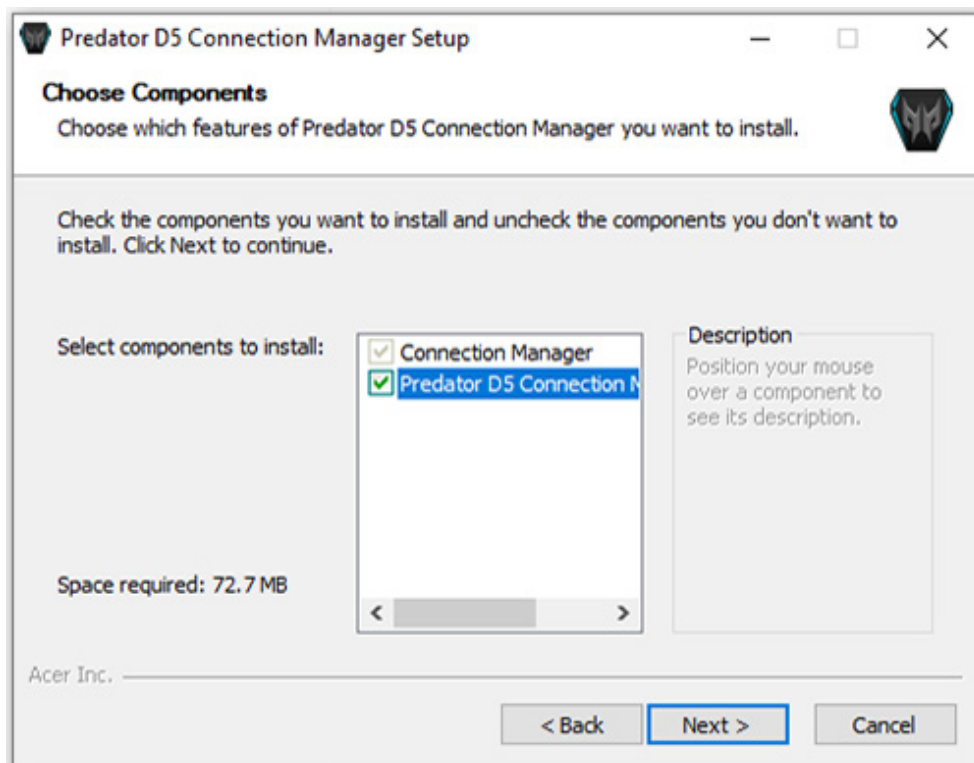 Predator D5 Connection Manager Setup
Choose Components
Choose which features of Predator D5 Connection Manager you want to install.
Check the components you want to install and uncheck the components you don't want to
install. Click Next to continue.
Select components to install:
Connection Manager
Predator D5 Connection
Description
Position your mouse
over a component to
see its description.
Space required: 72.7 MB
Acer Inc.
< Back
Next >
Cancel